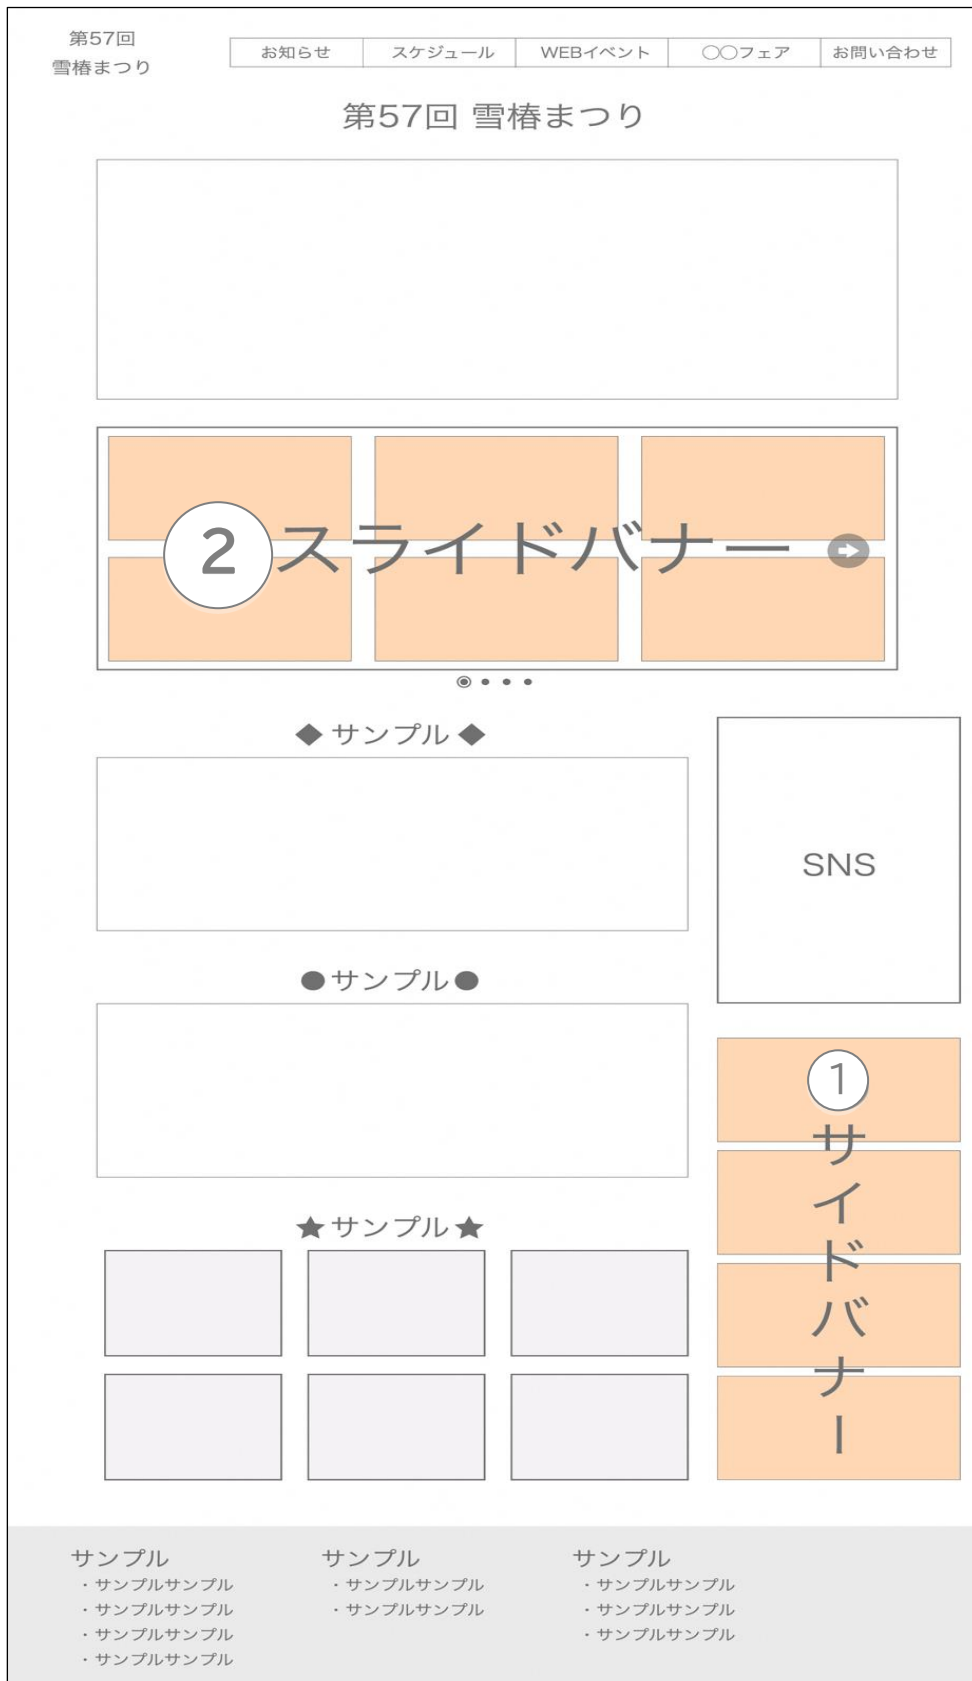 第57回
雪椿まつり
お知らせ
スケジュール
WEBイベント
〇〇フェア
お問い合わせ
第57回 雪椿まつり
2 スライドバナー
◆ サンプル ◆
SNS
●サンプル●
1
サイドバナー
★サンプル★
サンプル
・サンプルサンプル
・サンプルサンプル
・サンプルサンプル
・サンプルサンプル
サンプル
・サンプルサンプル
・サンプルサンプル
サンプル
・サンプルサンプル
・サンプルサンプル
・サンプルサンプル